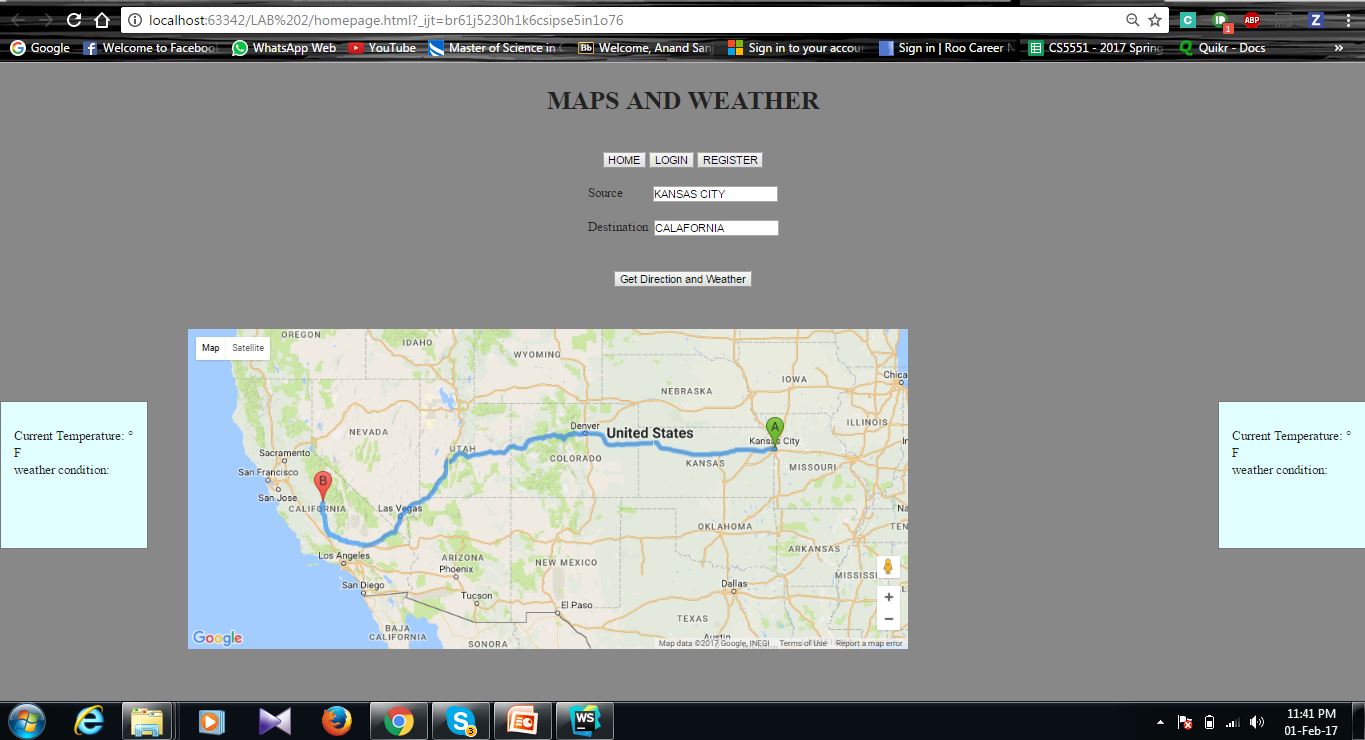 localhost:63342/LAB%202/homepage.html?_ijt=br61j5230h1k6csipse5in1o76
C ABP Z
1
Google Welcome to Faceboo WhatsApp Web YouTube Master of Science in Bb Welcome, Anand San Sign in to your accou Sign in | Roo Career N CS5551 - 2017 Spring Quikr - Docs »
MAPS AND WEATHER
HOME LOGIN REGISTER
Source KANSAS CITY
Destination CALAFORNIA
Get Direction and Weather
Map Satellite
OREGON
IDAHO
WYOMING
IOWA
Chica
NEBRASKA
ILLINOIS
NEVADA
Denver
United States
A
Kansas City
UTAH
Sacramento
COLORADO
KANSAS
MISSOURI
San Francisco
B
San Jose
CALIFORNIA
Las Vegas
Na
OKLAHOMA
TEN
ARKANSAS
Los Angeles
ARIZONA
NEW MEXICO
Phoenix
MISSISSI
San Diego
Dallas
Tucson
El Paso
TEXAS
BAJA
CALIFORNIA
SONORA
Austin
+
−
Google
Map data ©2017 Google, INEGI Terms of Use Report a map error
Current Temperature: °
F
weather condition:
Current Temperature: °
F
weather condition:
S 3 WS
11:41 PM
01-Feb-17